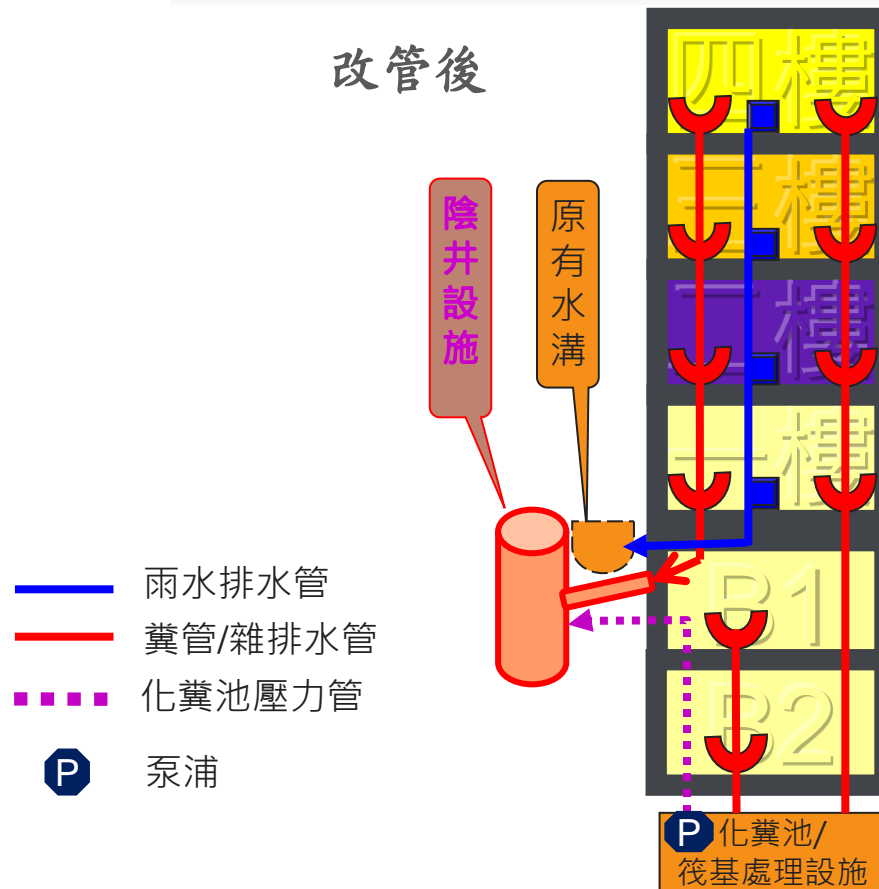 改管後
四樓
三樓
二樓
一樓
B1
B2
陰井設施
原有水溝
雨水排水管
糞管/雜排水管
化糞池壓力管
P
泵浦
P
化糞池/
筏基處理設施